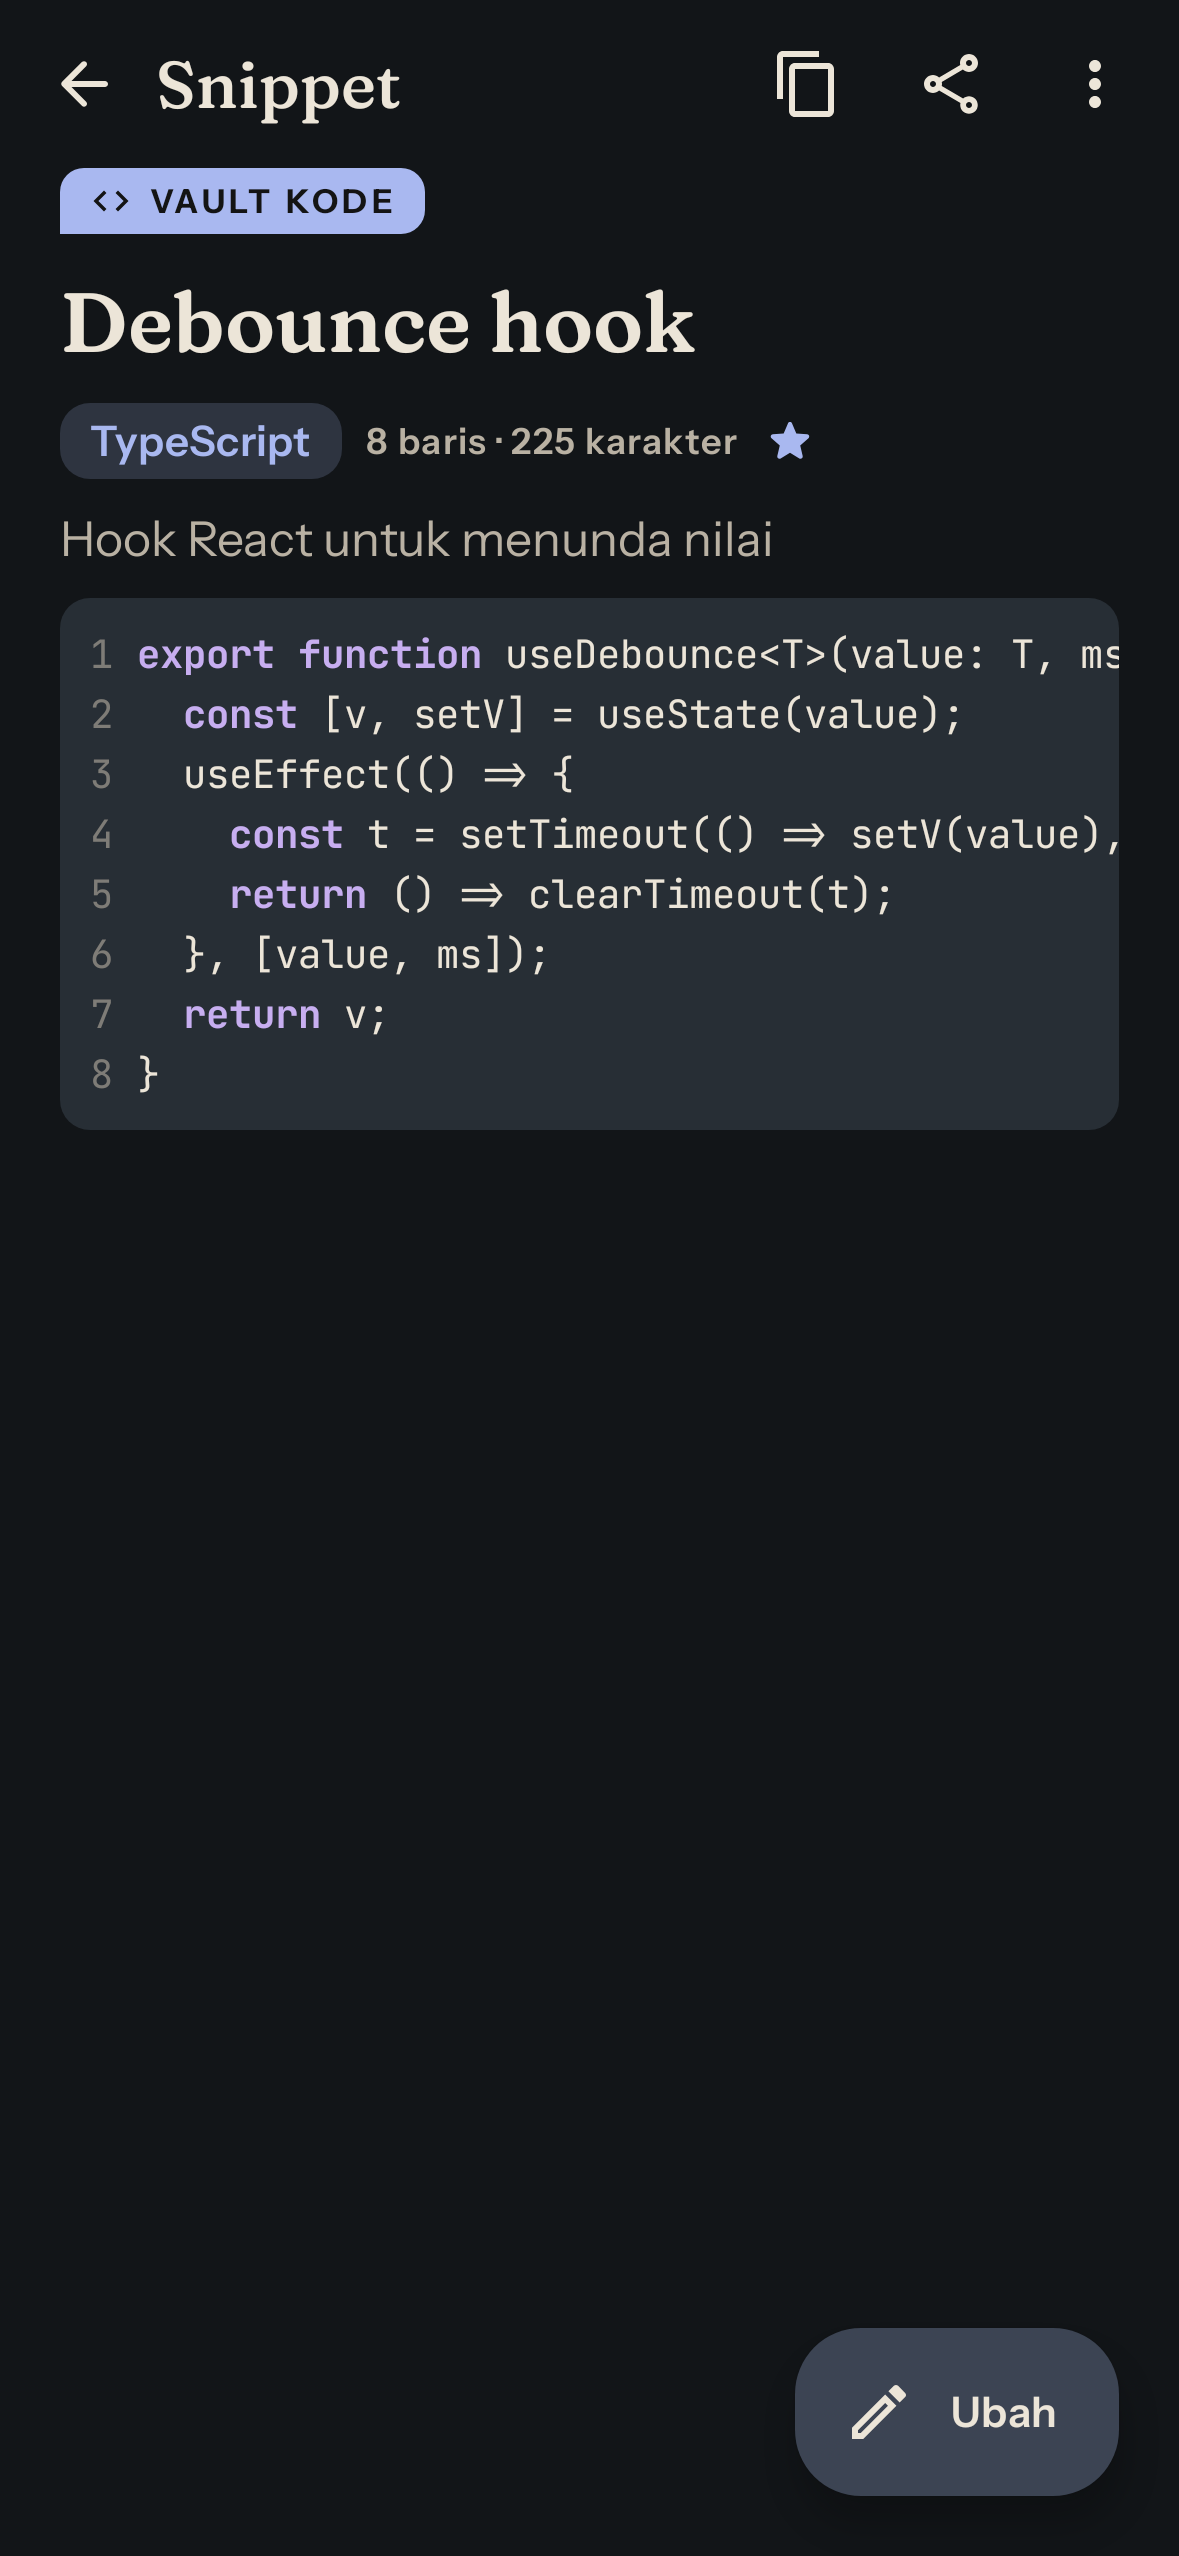 Snippet
<> VAULT KODE
Debounce hook
TypeScript 8 baris · 225 karakter
Hook React untuk menunda nilai
1 export function useDebounce<T>(value: T, ms
2   const [v, setV] = useState(value);
3   useEffect(() => {
4     const t = setTimeout(() => setV(value),
5     return () => clearTimeout(t);
6   }, [value, ms]);
7   return v;
8 }
Ubah